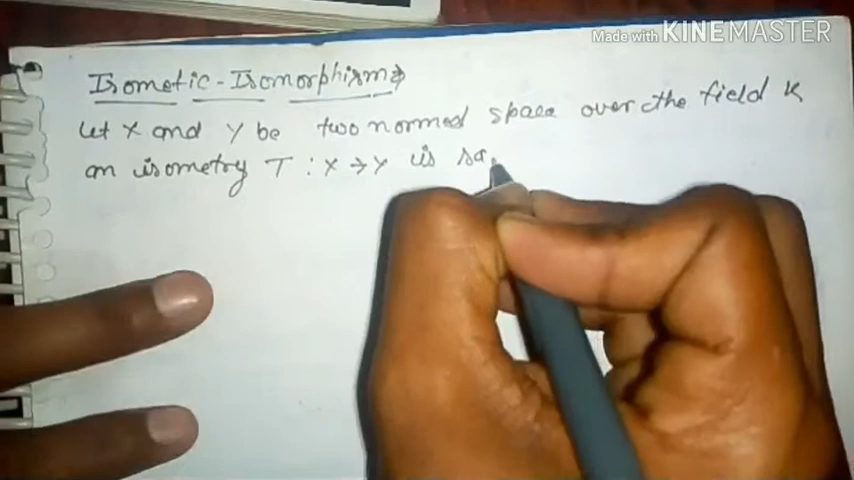 Made with KINEMASTER
Isometic - Isomorphism
Let X and Y be two normed space over the field K
an isometry T : X → Y is sa